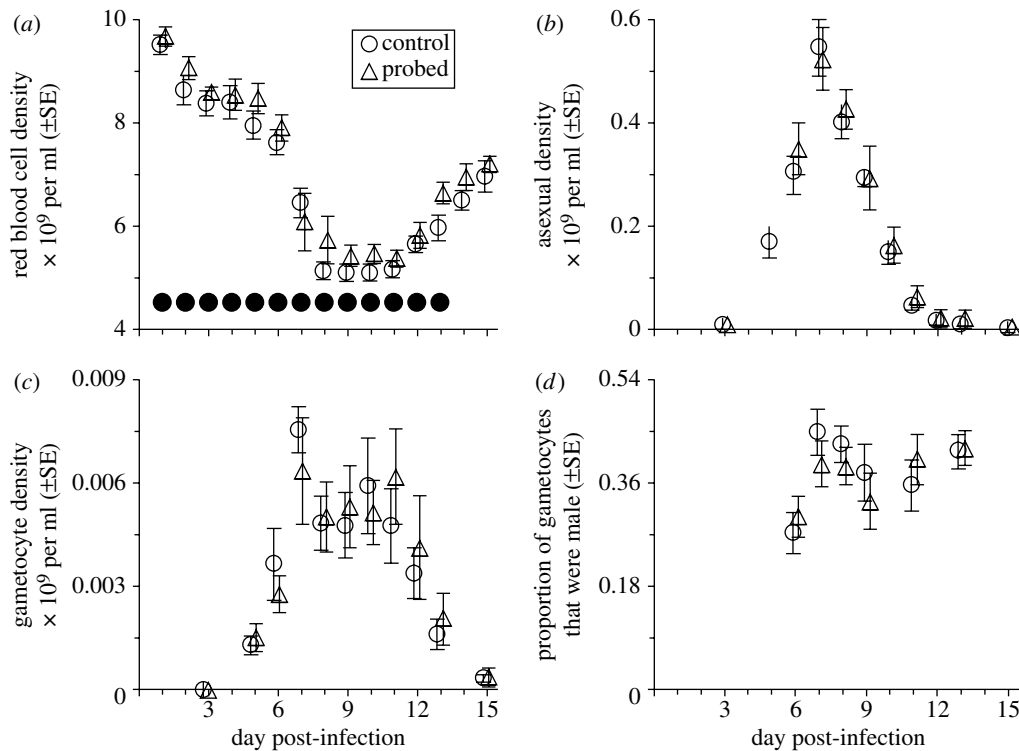 (a)
10
8
6
4
red blood cell density
× 10⁹ per ml (±SE)
control
probed
(b)
0.6
0.4
0.2
0
asexual density
× 10⁹ per ml (±SE)
(c)
0.009
0.006
0.003
0
gametocyte density
× 10⁹ per ml (±SE)
3 6 9 12 15
day post-infection
(d)
0.54
0.36
0.18
0
proportion of gametocytes
that were male (±SE)
3 6 9 12 15
day post-infection